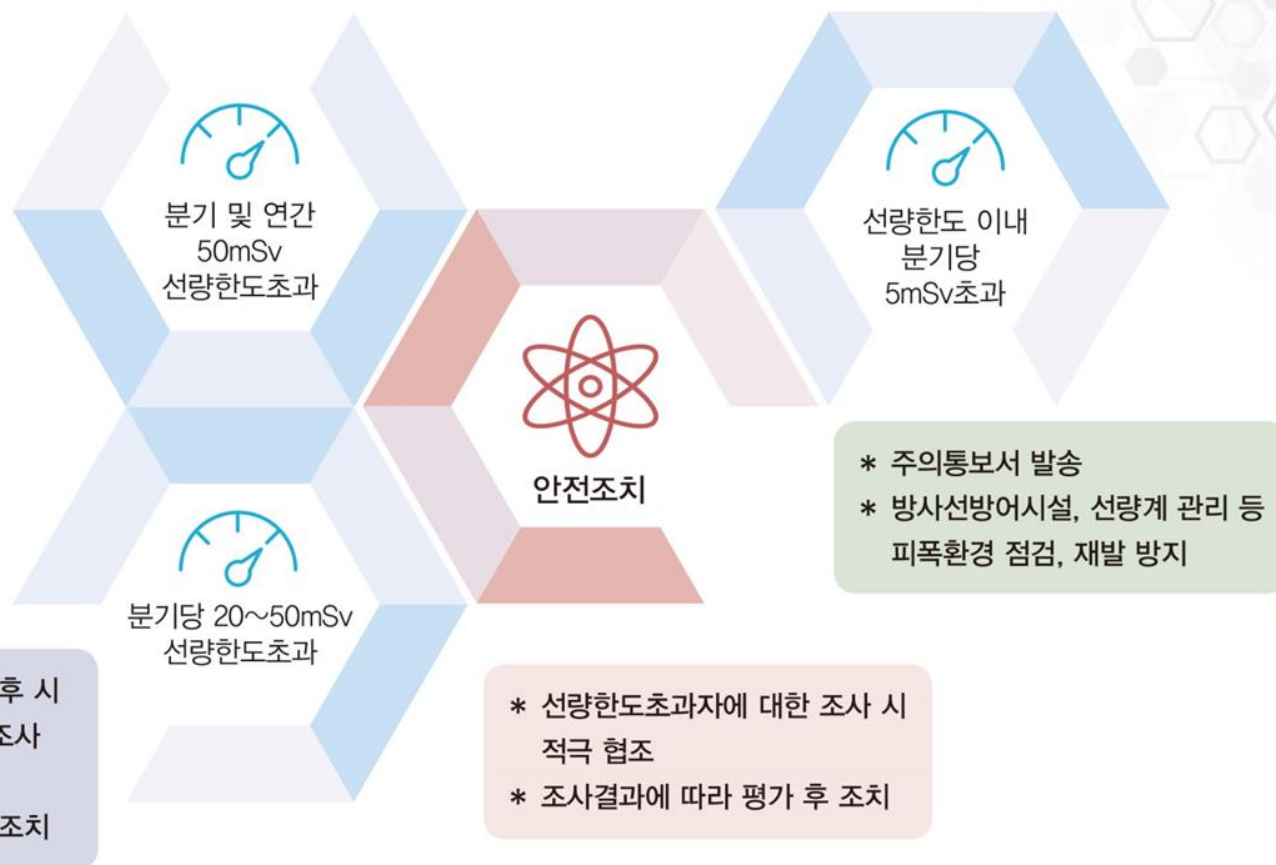 분기 및 연간
50mSv
선량한도초과
선량한도 이내
분기당
5mSv초과
안전조치
* 주의통보서 발송
* 방사선방어시설, 선량계 관리 등
피폭환경 점검, 재발 방지
분기당 20~50mSv
선량한도초과
후 시
조사
조치
* 선량한도초과자에 대한 조사 시
적극 협조
* 조사결과에 따라 평가 후 조치